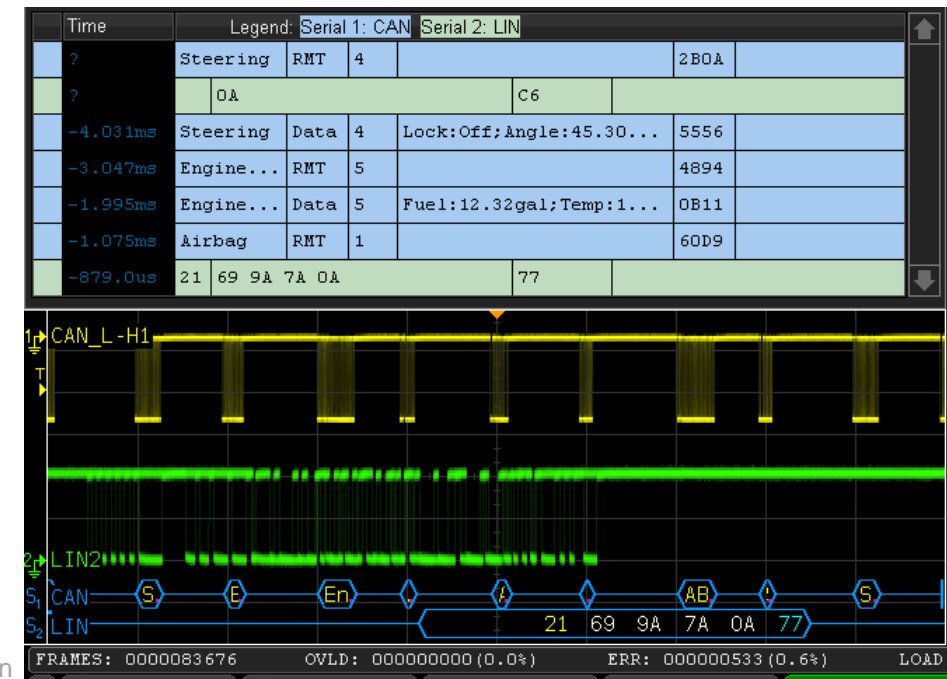 Time Legend: Serial 1: CAN Serial 2: LIN
? Steering RMT 4 2B0A
? 0A C6
-4.031ms Steering Data 4 Lock:Off;Angle:45.30... 5556
-3.047ms Engine... RMT 5 4894
-1.995ms Engine... Data 5 Fuel:12.32gal;Temp:1... 0B11
-1.075ms Airbag RMT 1 60D9
-879.0us 21 69 9A 7A 0A 77
1 CAN_L-H1
T
2 LIN2
S1 CAN S. E En. . A AB. ! S.
S2 LIN 21 69 9A 7A 0A 77
FRAMES: 0000083676 OVLD: 000000000(0.0%) ERR: 000000533(0.6%) LOAD
n